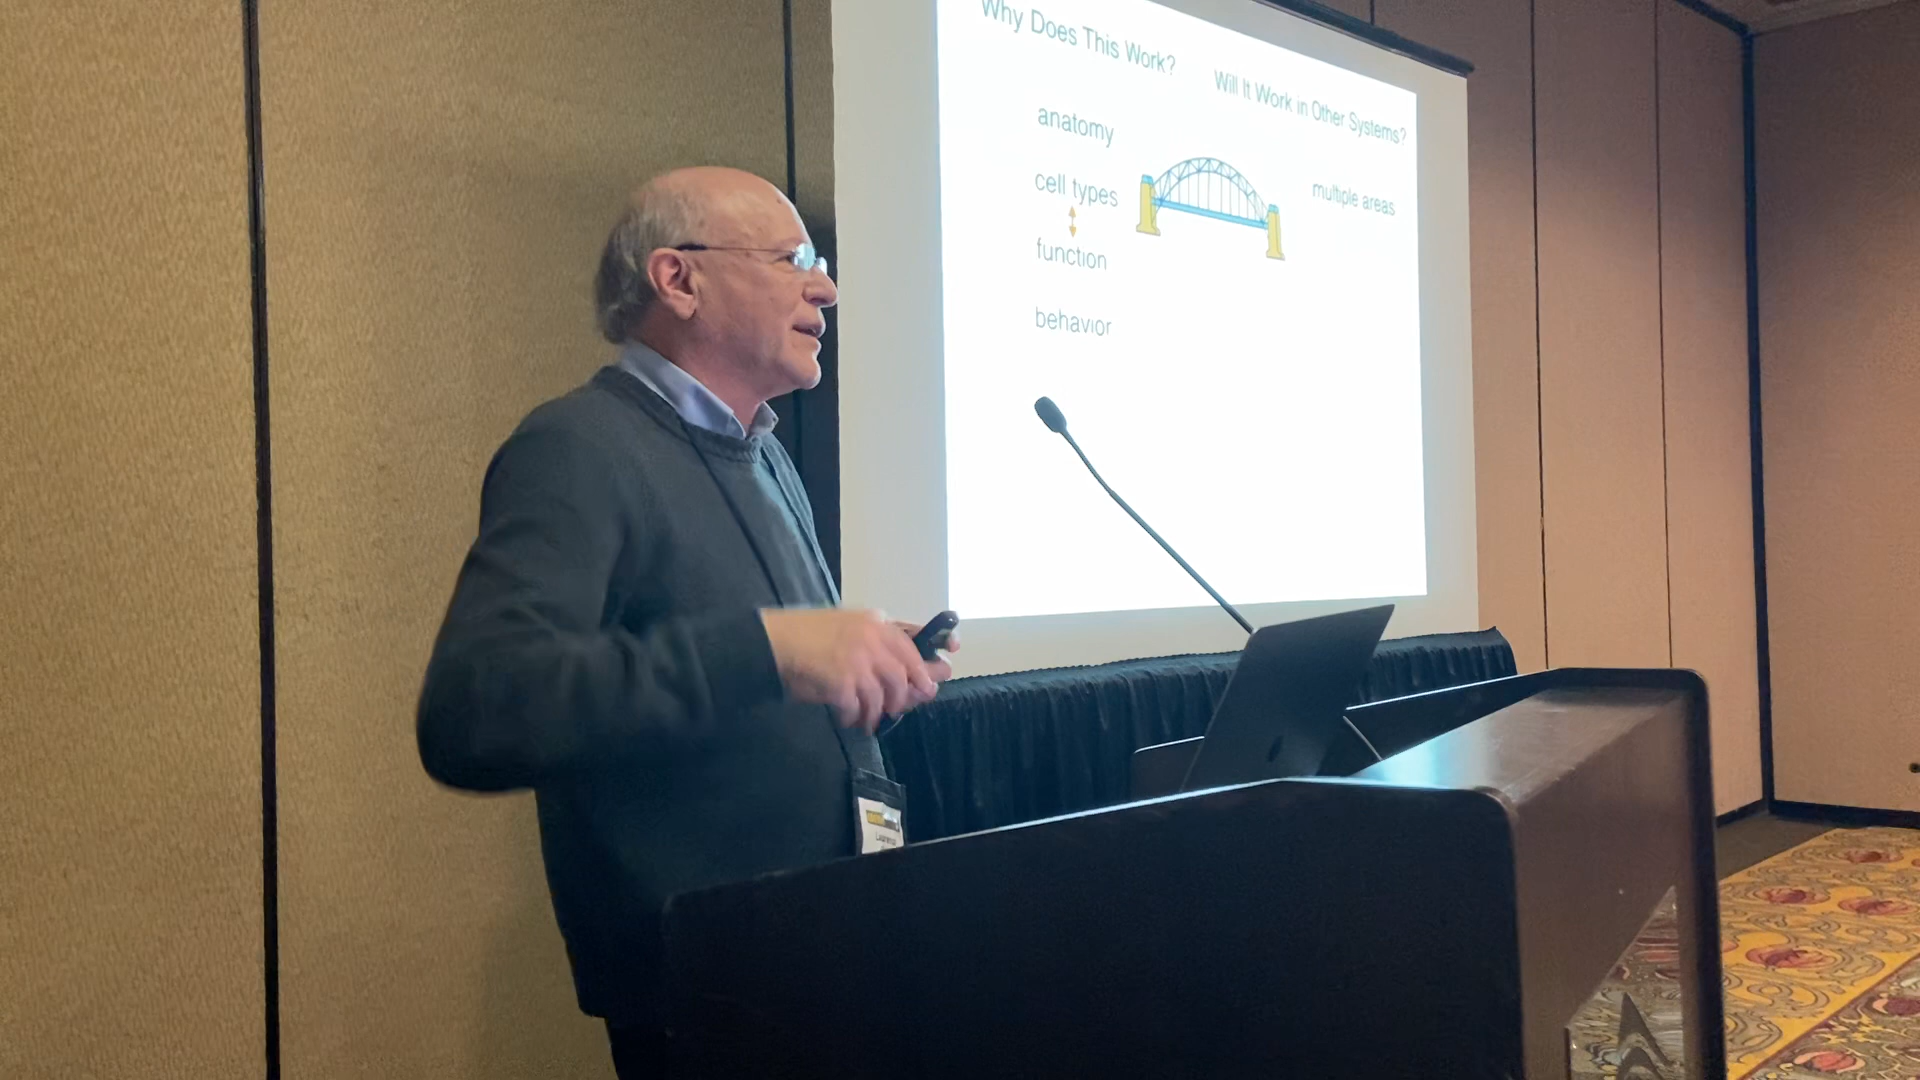 Why Does This Work?
Will It Work in Other Systems?
anatomy
cell types
multiple areas
function
behavior